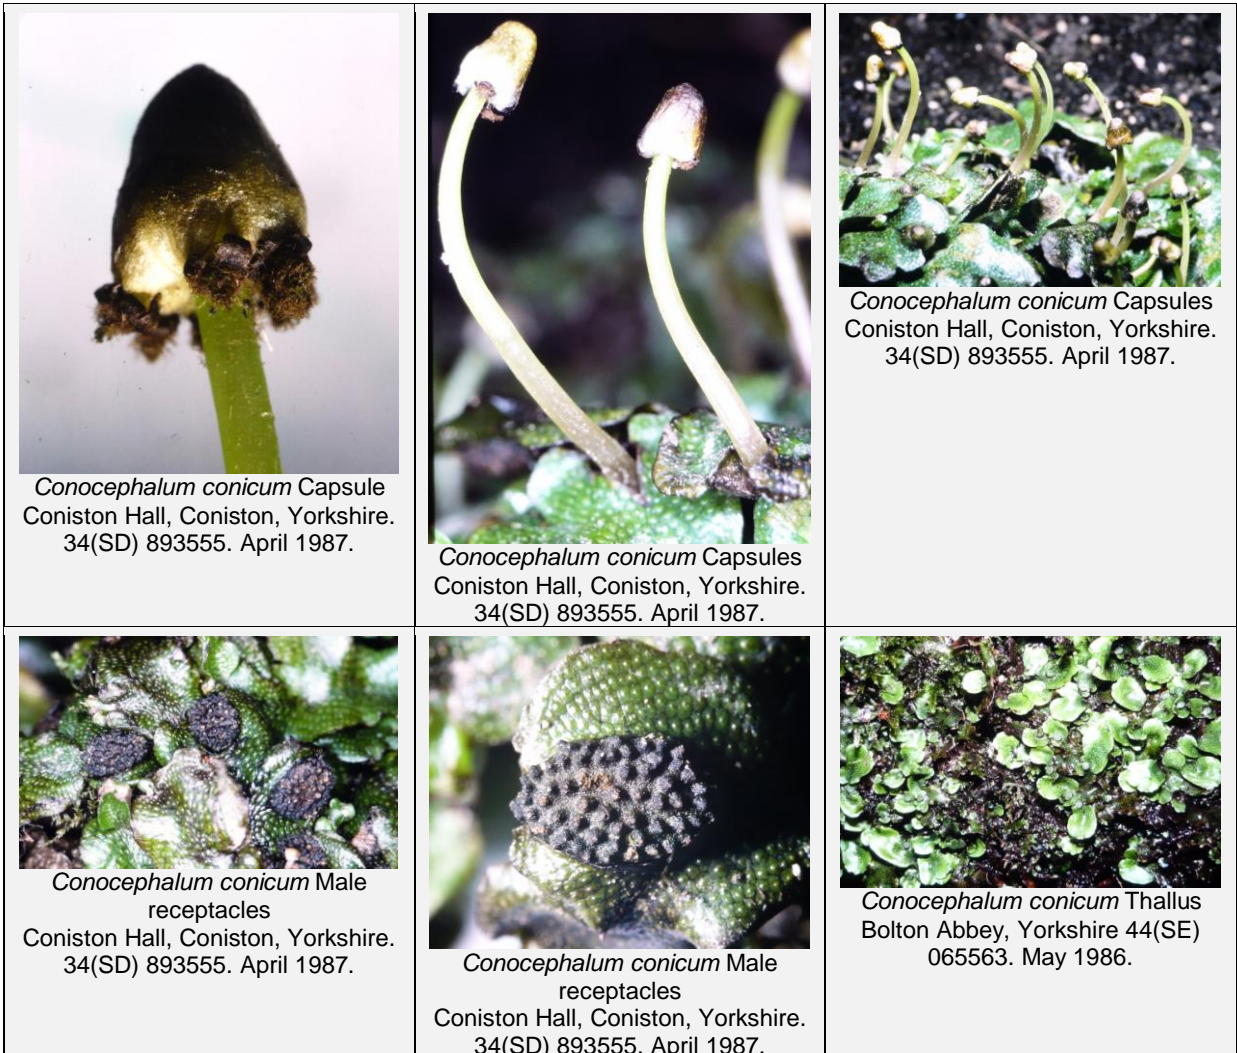 Conocephalum conicum Capsule
Coniston Hall, Coniston, Yorkshire.
34(SD) 893555. April 1987.
Conocephalum conicum Capsules
Coniston Hall, Coniston, Yorkshire.
34(SD) 893555. April 1987.
Conocephalum conicum Capsules
Coniston Hall, Coniston, Yorkshire.
34(SD) 893555. April 1987.
Conocephalum conicum Male
receptacles
Coniston Hall, Coniston, Yorkshire.
34(SD) 893555. April 1987.
Conocephalum conicum Male
receptacles
Coniston Hall, Coniston, Yorkshire.
34(SD) 893555. April 1987.
Conocephalum conicum Thallus
Bolton Abbey, Yorkshire 44(SE)
065563. May 1986.